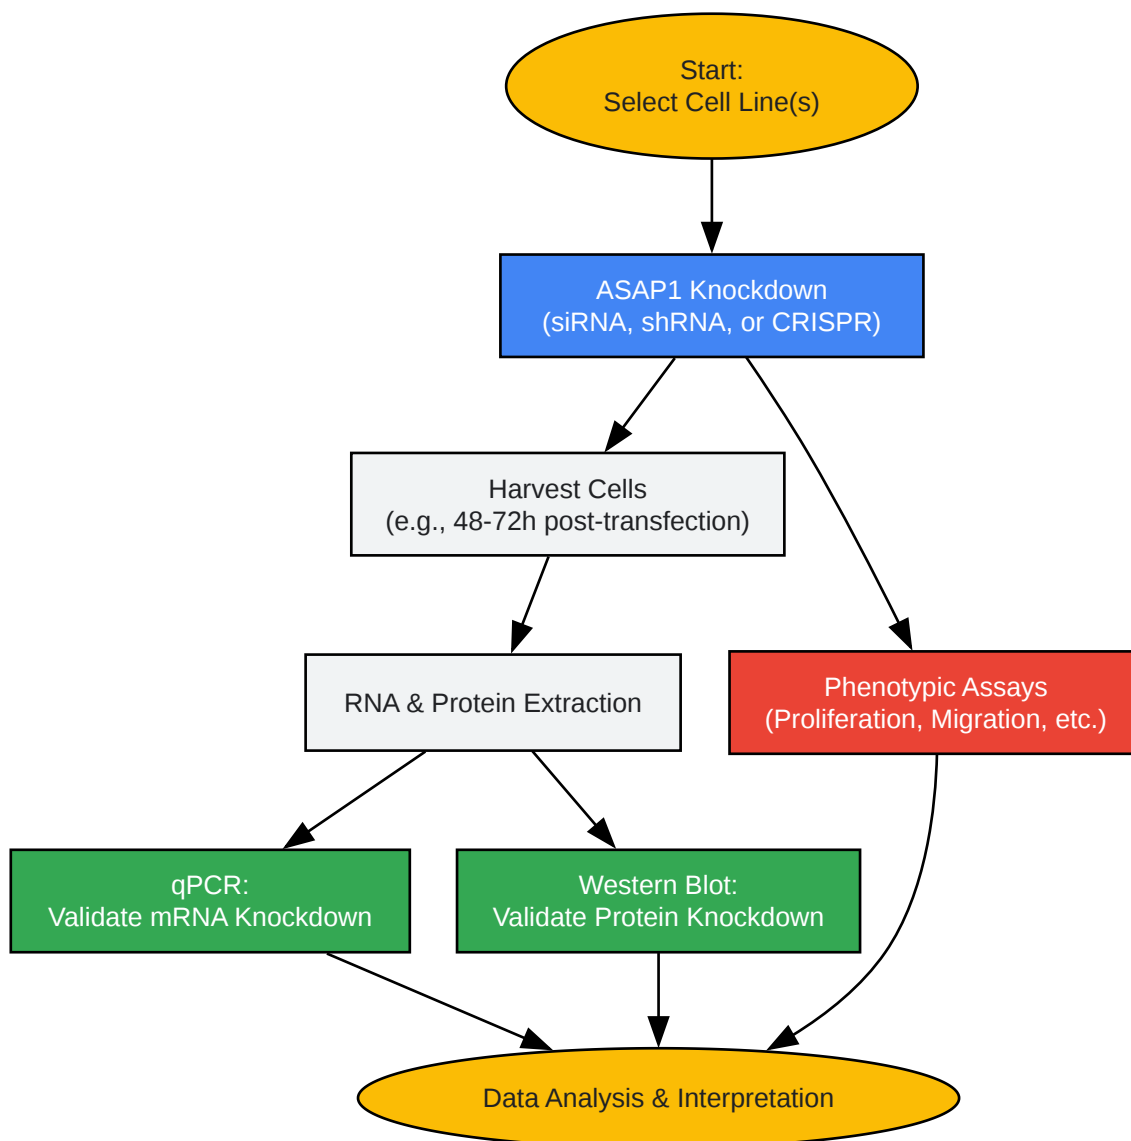 Start:
Select Cell Line(s)
ASAP1 Knockdown
(siRNA, shRNA, or CRISPR)
Harvest Cells
(e.g., 48-72h post-transfection)
RNA & Protein Extraction
Phenotypic Assays
(Proliferation, Migration, etc.)
qPCR:
Validate mRNA Knockdown
Western Blot:
Validate Protein Knockdown
Data Analysis & Interpretation